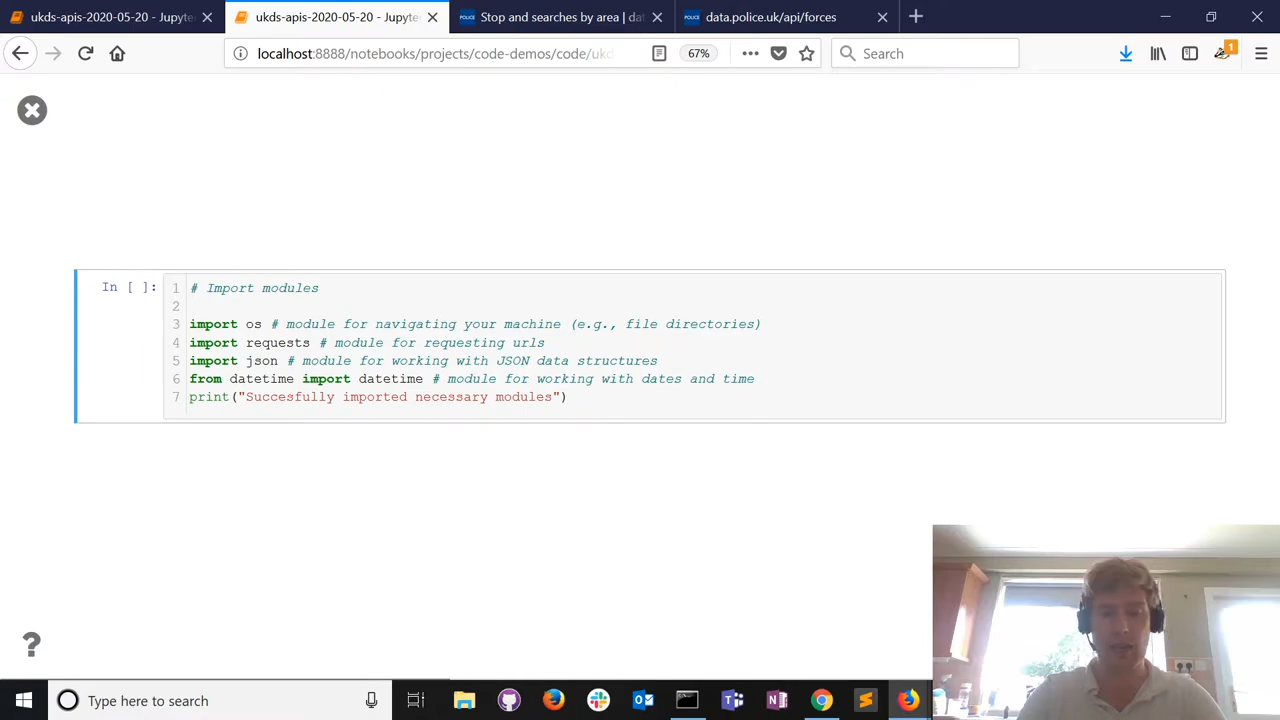 ukds-apis-2020-05-20 - Jupyte
ukds-apis-2020-05-20 - Jupyte
POLICE Stop and searches by area | dat
POLICE data.police.uk/api/forces
localhost:8888/notebooks/projects/code-demos/code/ukd
67%
Search
1
In [ ]:
1 # Import modules
2
3 import os # module for navigating your machine (e.g., file directories)
4 import requests # module for requesting urls
5 import json # module for working with JSON data structures
6 from datetime import datetime # module for working with dates and time
7 print("Succesfully imported necessary modules")
?
Type here to search